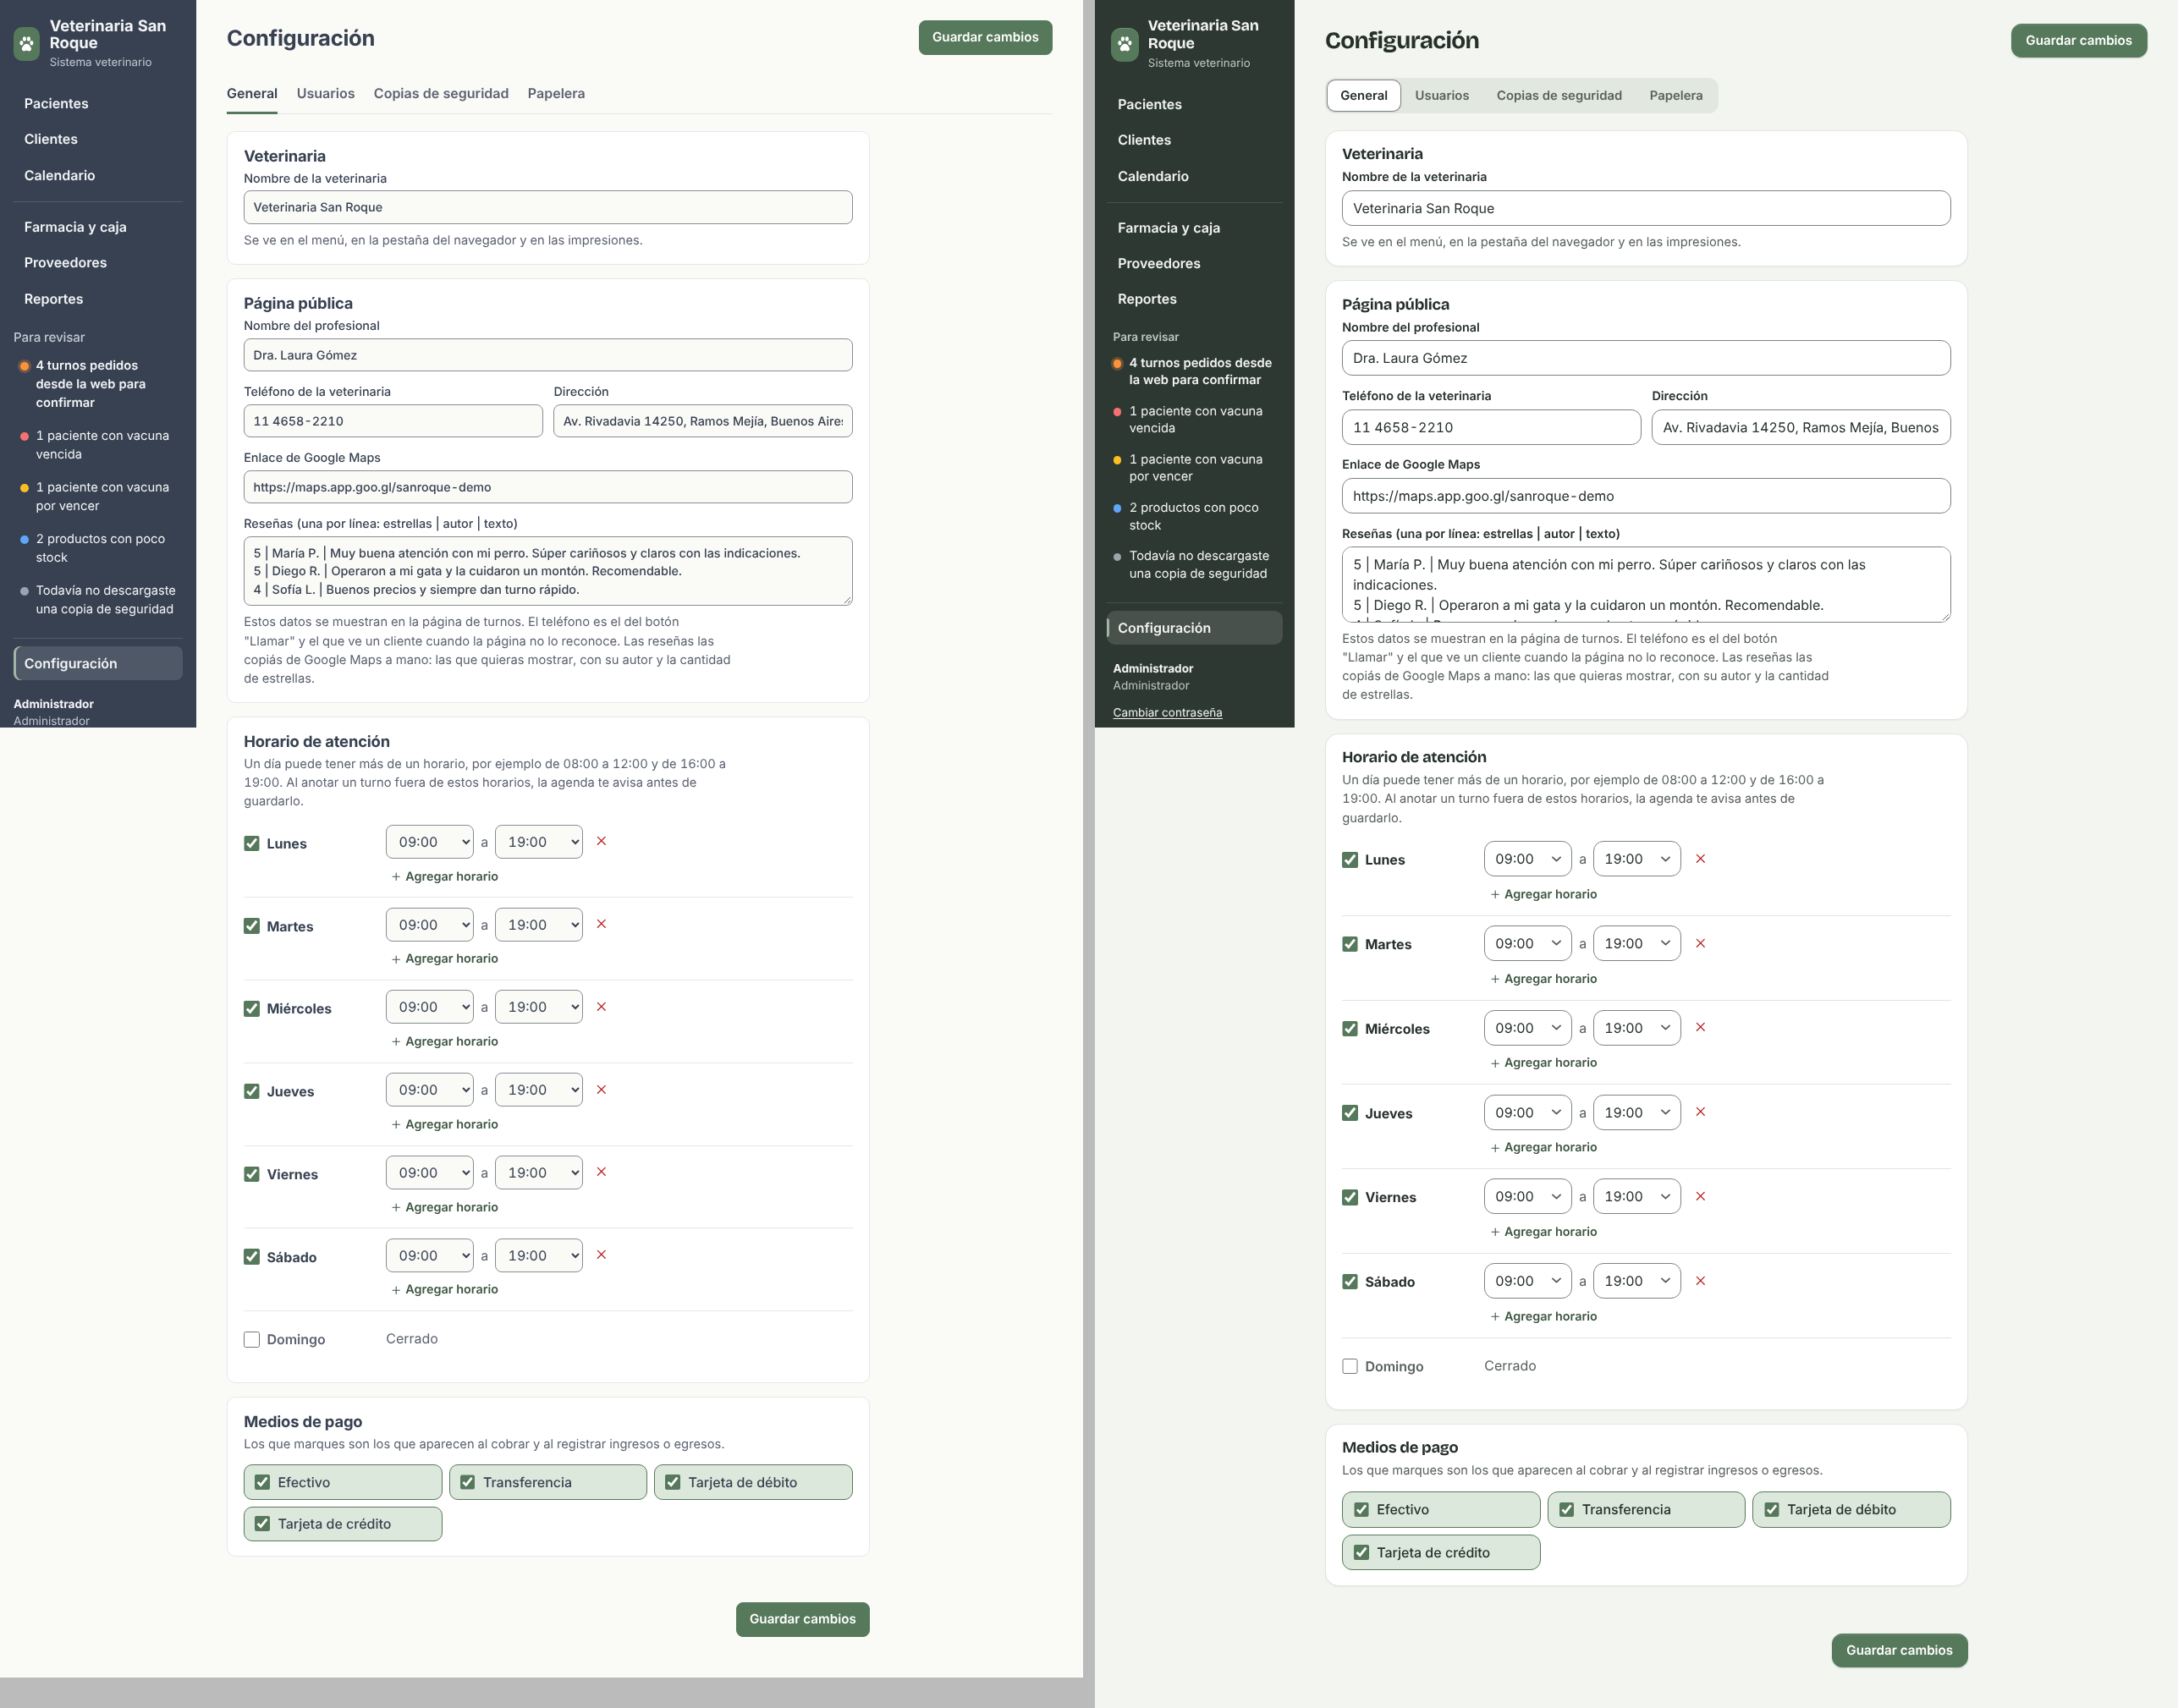 Veterinaria San
Roque
Sistema veterinario
Pacientes
Clientes
Calendario
Farmacia y caja
Proveedores
Reportes
Para revisar
4 turnos pedidos
desde la web para
confirmar
1 paciente con vacuna
vencida
1 paciente con vacuna
por vencer
2 productos con poco
stock
Todavía no descargaste
una copia de seguridad
Configuración
Administrador
Administrador
Configuración
Guardar cambios
General
Usuarios
Copias de seguridad
Papelera
Veterinaria
Nombre de la veterinaria
Veterinaria San Roque
Se ve en el menú, en la pestaña del navegador y en las impresiones.
Página pública
Nombre del profesional
Dra. Laura Gómez
Teléfono de la veterinaria
Dirección
11 4658-2210
Av. Rivadavia 14250, Ramos Mejía, Buenos Aires
Enlace de Google Maps
https://maps.app.goo.gl/sanroque-demo
Reseñas (una por línea: estrellas | autor | texto)
5 | María P. | Muy buena atención con mi perro. Súper cariñosos y claros con las indicaciones.
5 | Diego R. | Operaron a mi gata y la cuidaron un montón. Recomendable.
4 | Sofía L. | Buenos precios y siempre dan turno rápido.
Estos datos se muestran en la página de turnos. El teléfono es el del botón
"Llamar" y el que ve un cliente cuando la página no lo reconoce. Las reseñas las
copiás de Google Maps a mano: las que quieras mostrar, con su autor y la cantidad
de estrellas.
Horario de atención
Un día puede tener más de un horario, por ejemplo de 08:00 a 12:00 y de 16:00 a
19:00. Al anotar un turno fuera de estos horarios, la agenda te avisa antes de
guardarlo.
Lunes 09:00 a 19:00
+ Agregar horario
Martes 09:00 a 19:00
+ Agregar horario
Miércoles 09:00 a 19:00
+ Agregar horario
Jueves 09:00 a 19:00
+ Agregar horario
Viernes 09:00 a 19:00
+ Agregar horario
Sábado 09:00 a 19:00
+ Agregar horario
Domingo Cerrado
Medios de pago
Los que marques son los que aparecen al cobrar y al registrar ingresos o egresos.
Efectivo
Transferencia
Tarjeta de débito
Tarjeta de crédito
Guardar cambios
Veterinaria San
Roque
Sistema veterinario
Pacientes
Clientes
Calendario
Farmacia y caja
Proveedores
Reportes
Para revisar
4 turnos pedidos desde
la web para confirmar
1 paciente con vacuna
vencida
1 paciente con vacuna
por vencer
2 productos con poco
stock
Todavía no descargaste
una copia de seguridad
Configuración
Administrador
Administrador
Cambiar contraseña
Configuración
Guardar cambios
General
Usuarios
Copias de seguridad
Papelera
Veterinaria
Nombre de la veterinaria
Veterinaria San Roque
Se ve en el menú, en la pestaña del navegador y en las impresiones.
Página pública
Nombre del profesional
Dra. Laura Gómez
Teléfono de la veterinaria
Dirección
11 4658-2210
Av. Rivadavia 14250, Ramos Mejía, Buenos
Enlace de Google Maps
https://maps.app.goo.gl/sanroque-demo
Reseñas (una por línea: estrellas | autor | texto)
5 | María P. | Muy buena atención con mi perro. Súper cariñosos y claros con las
indicaciones.
5 | Diego R. | Operaron a mi gata y la cuidaron un montón. Recomendable.
Estos datos se muestran en la página de turnos. El teléfono es el del botón
"Llamar" y el que ve un cliente cuando la página no lo reconoce. Las reseñas las
copiás de Google Maps a mano: las que quieras mostrar, con su autor y la cantidad
de estrellas.
Horario de atención
Un día puede tener más de un horario, por ejemplo de 08:00 a 12:00 y de 16:00 a
19:00. Al anotar un turno fuera de estos horarios, la agenda te avisa antes de
guardarlo.
Lunes 09:00 a 19:00
+ Agregar horario
Martes 09:00 a 19:00
+ Agregar horario
Miércoles 09:00 a 19:00
+ Agregar horario
Jueves 09:00 a 19:00
+ Agregar horario
Viernes 09:00 a 19:00
+ Agregar horario
Sábado 09:00 a 19:00
+ Agregar horario
Domingo Cerrado
Medios de pago
Los que marques son los que aparecen al cobrar y al registrar ingresos o egresos.
Efectivo
Transferencia
Tarjeta de débito
Tarjeta de crédito
Guardar cambios